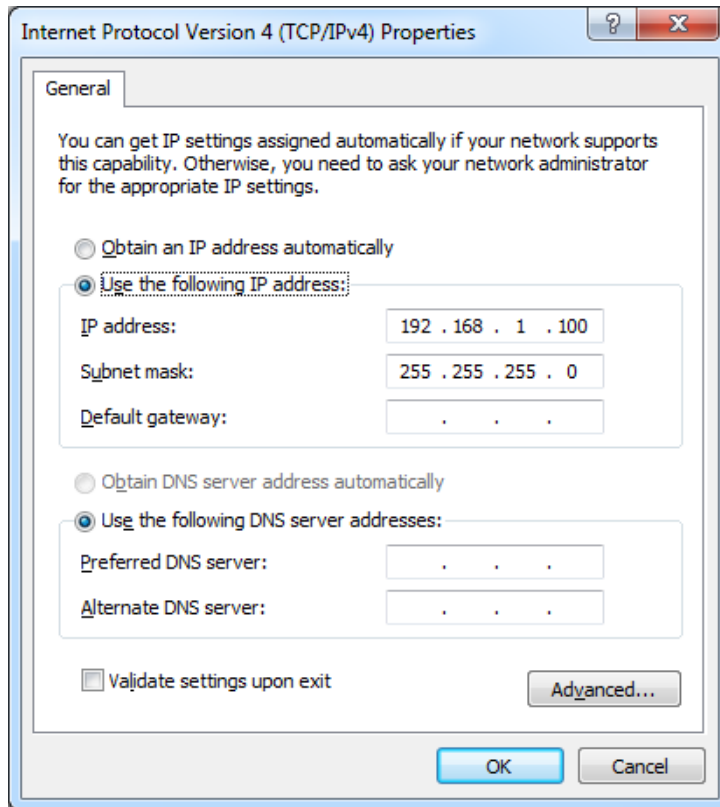 Internet Protocol Version 4 (TCP/IPv4) Properties
General
You can get IP settings assigned automatically if your network supports
this capability. Otherwise, you need to ask your network administrator
for the appropriate IP settings.
Obtain an IP address automatically
Use the following IP address:
IP address: 192 . 168 . 1 . 100
Subnet mask: 255 . 255 . 255 . 0
Default gateway: . . .
Obtain DNS server address automatically
Use the following DNS server addresses:
Preferred DNS server: . . .
Alternate DNS server: . . .
Validate settings upon exit
Advanced...
OK Cancel